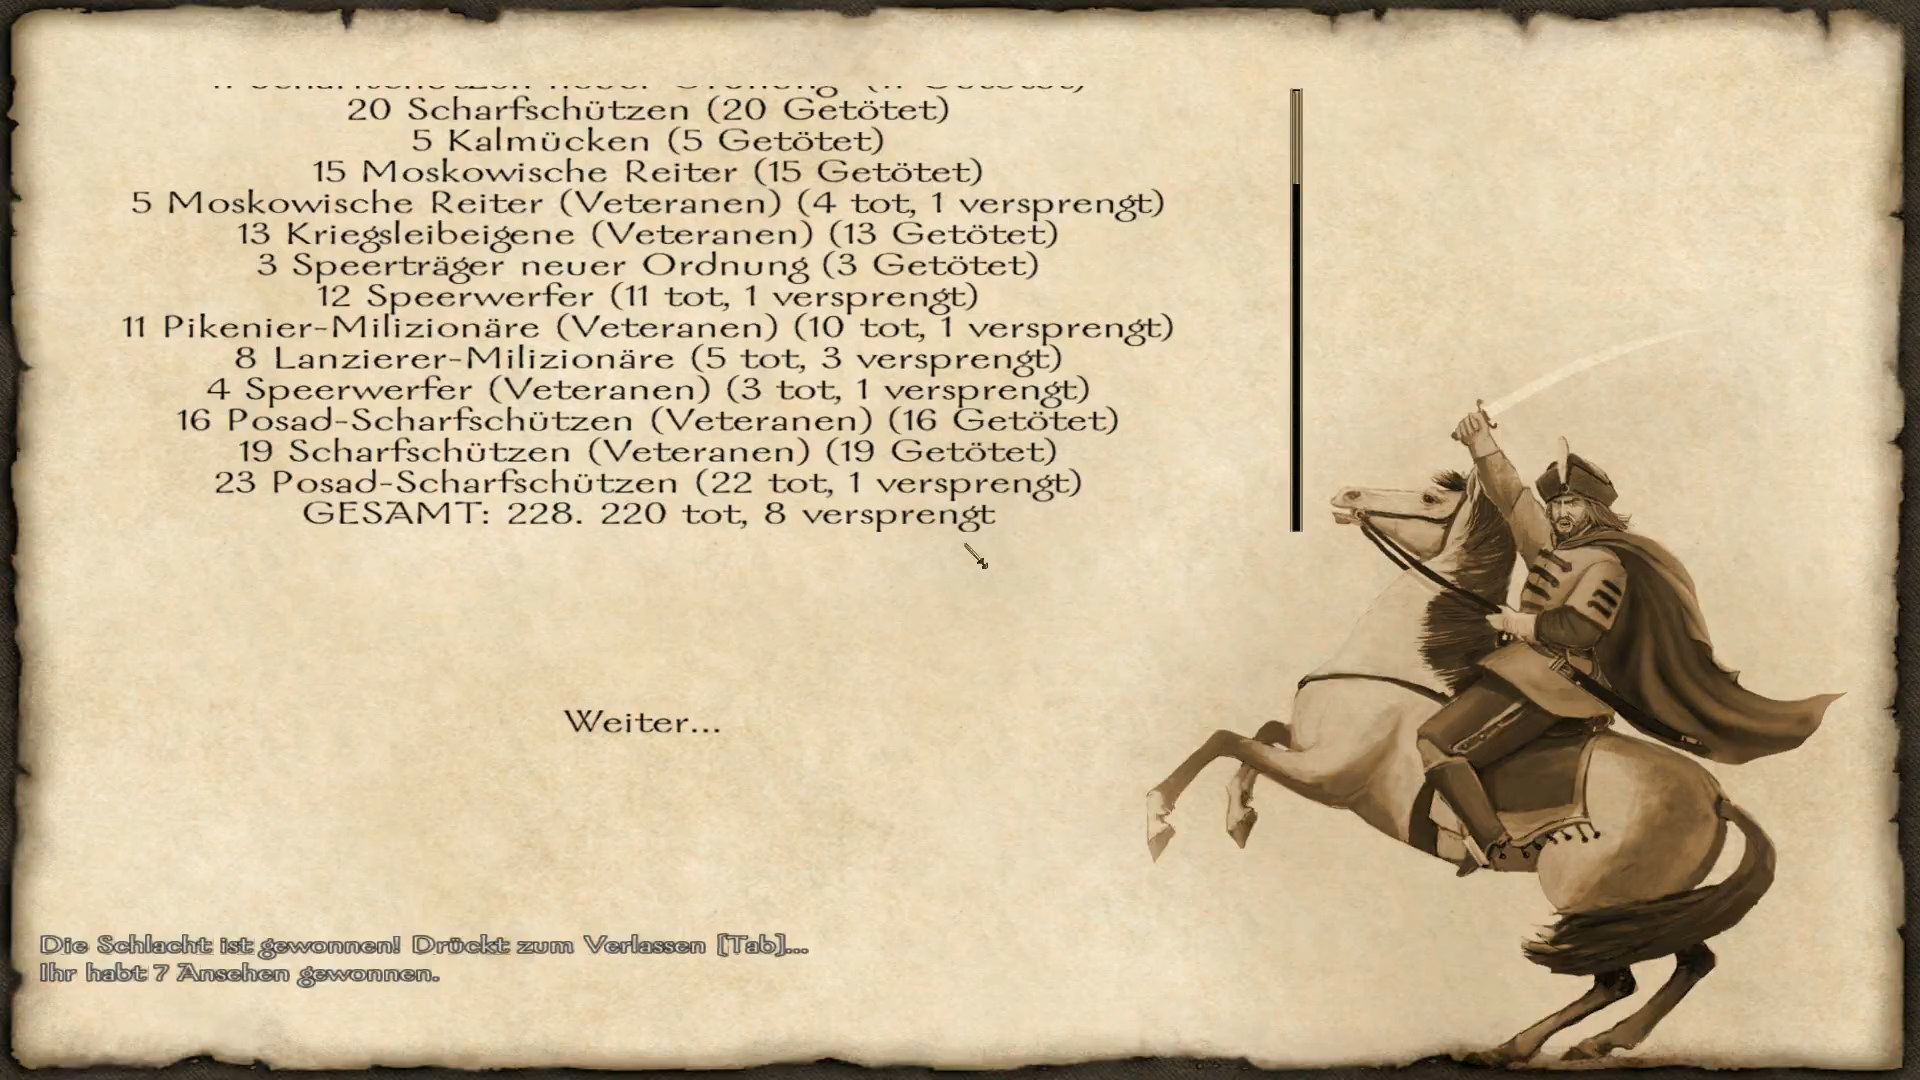 20 Scharfschützen (20 Getötet)
5 Kalmücken (5 Getötet)
15 Moskowische Reiter (15 Getötet)
5 Moskowische Reiter (Veteranen) (4 tot, 1 versprengt)
13 Kriegsleibeigene (Veteranen) (13 Getötet)
3 Speerträger neuer Ordnung (3 Getötet)
12 Speerwerfer (11 tot, 1 versprengt)
11 Pikenier-Milizionäre (Veteranen) (10 tot, 1 versprengt)
8 Lanzierer-Milizionäre (5 tot, 3 versprengt)
4 Speerwerfer (Veteranen) (3 tot, 1 versprengt)
16 Posad-Scharfschützen (Veteranen) (16 Getötet)
19 Scharfschützen (Veteranen) (19 Getötet)
23 Posad-Scharfschützen (22 tot, 1 versprengt)
GESAMT: 228. 220 tot, 8 versprengt
Weiter...
Die Schlacht ist gewonnen! Drückt zum Verlassen [Tab]...
Ihr habt 7 Ansehen gewonnen.